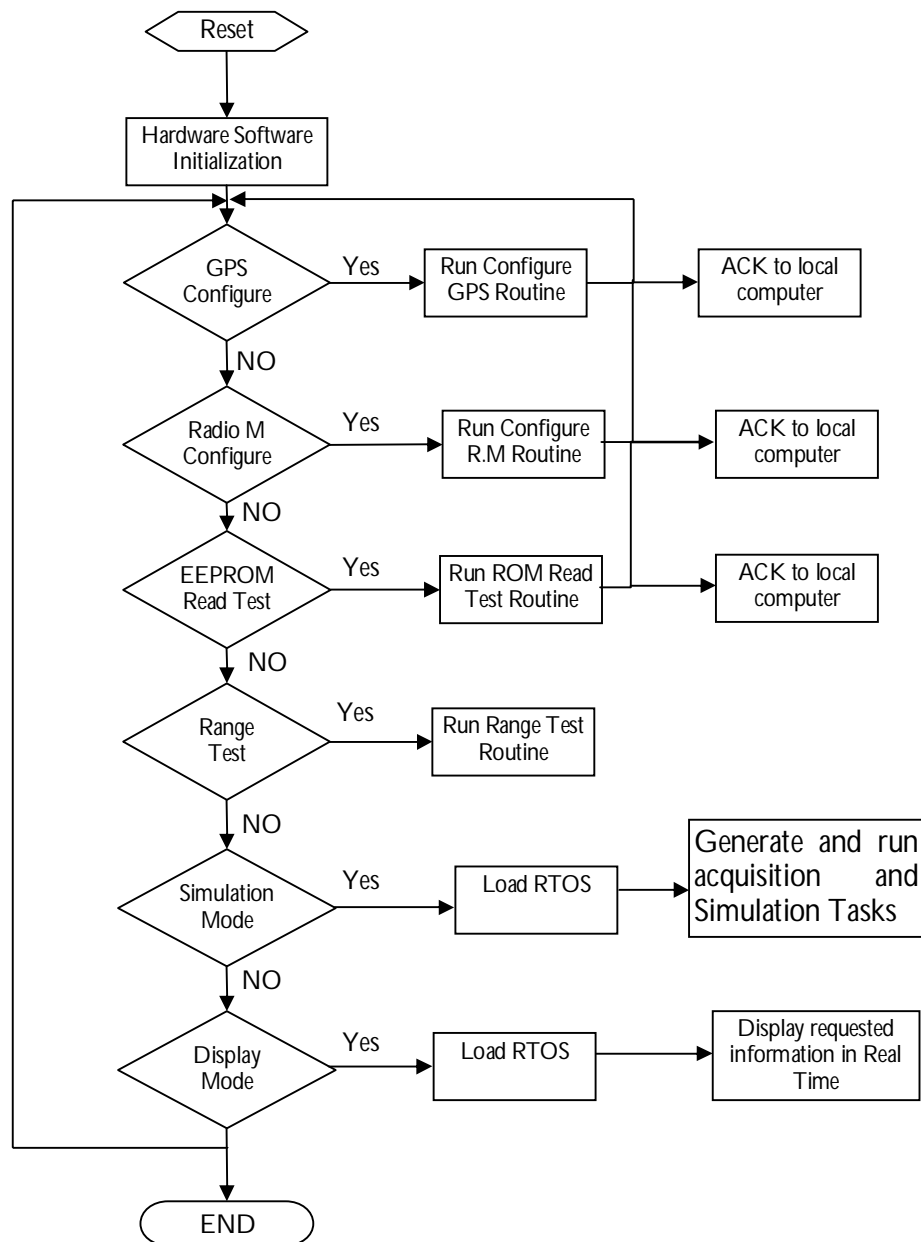 Reset
Hardware Software
Initialization
GPS
Configure
Yes
Run Configure
GPS Routine
ACK to local
computer
NO
Radio M
Configure
Yes
Run Configure
R.M Routine
ACK to local
computer
NO
EEPROM
Read Test
Yes
Run ROM Read
Test Routine
ACK to local
computer
NO
Range
Test
Yes
Run Range Test
Routine
NO
Simulation
Mode
Yes
Load RTOS
Generate and run
acquisition and
Simulation Tasks
NO
Display
Mode
Yes
Load RTOS
Display requested
information in Real
Time
END